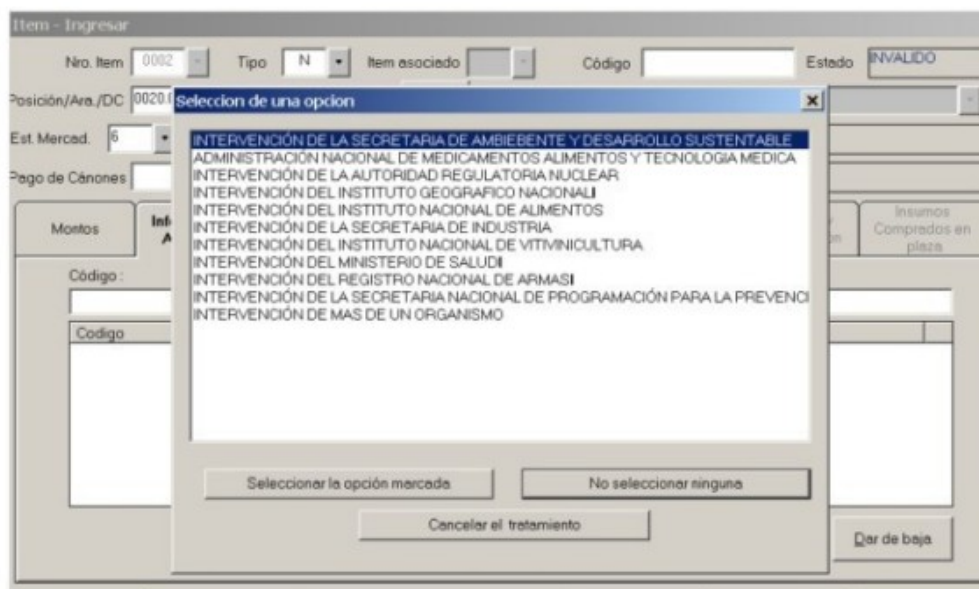 Item - Ingresar
Nro. Item 0002 Tipo N Item asociado Código Estado INVALIDO
Posición/Ara./DC 0020.
Seleccion de una opcion
Est. Mercad. 6
Pago de Cánones
INTERVENCIÓN DE LA SECRETARIA DE AMBIEBENTE Y DESARROLLO SUSTENTABLE
ADMINISTRACIÓN NACIONAL DE MEDICAMENTOS ALIMENTOS Y TECNOLOGIA MEDICA
INTERVENCIÓN DE LA AUTORIDAD REGULATORIA NUCLEAR
INTERVENCIÓN DEL INSTITUTO GEOGRAFICO NACIONALI
INTERVENCIÓN DEL INSTITUTO NACIONAL DE ALIMENTOS
INTERVENCIÓN DE LA SECRETARIA DE INDUSTRIA
INTERVENCIÓN DEL INSTITUTO NACIONAL DE VITIVINICULTURA
INTERVENCIÓN DEL MINISTERIO DE SALUDI
INTERVENCIÓN DEL REGISTRO NACIONAL DE ARMASI
INTERVENCIÓN DE LA SECRETARIA NACIONAL DE PROGRAMACIÓN PARA LA PREVENCI
INTERVENCIÓN DE MAS DE UN ORGANISMO
Montos
Insumos
Comprados en
plaza
Código :
Codigo
Seleccionar la opción marcada No seleccionar ninguna
Cancelar el tratamiento
Dar de baja